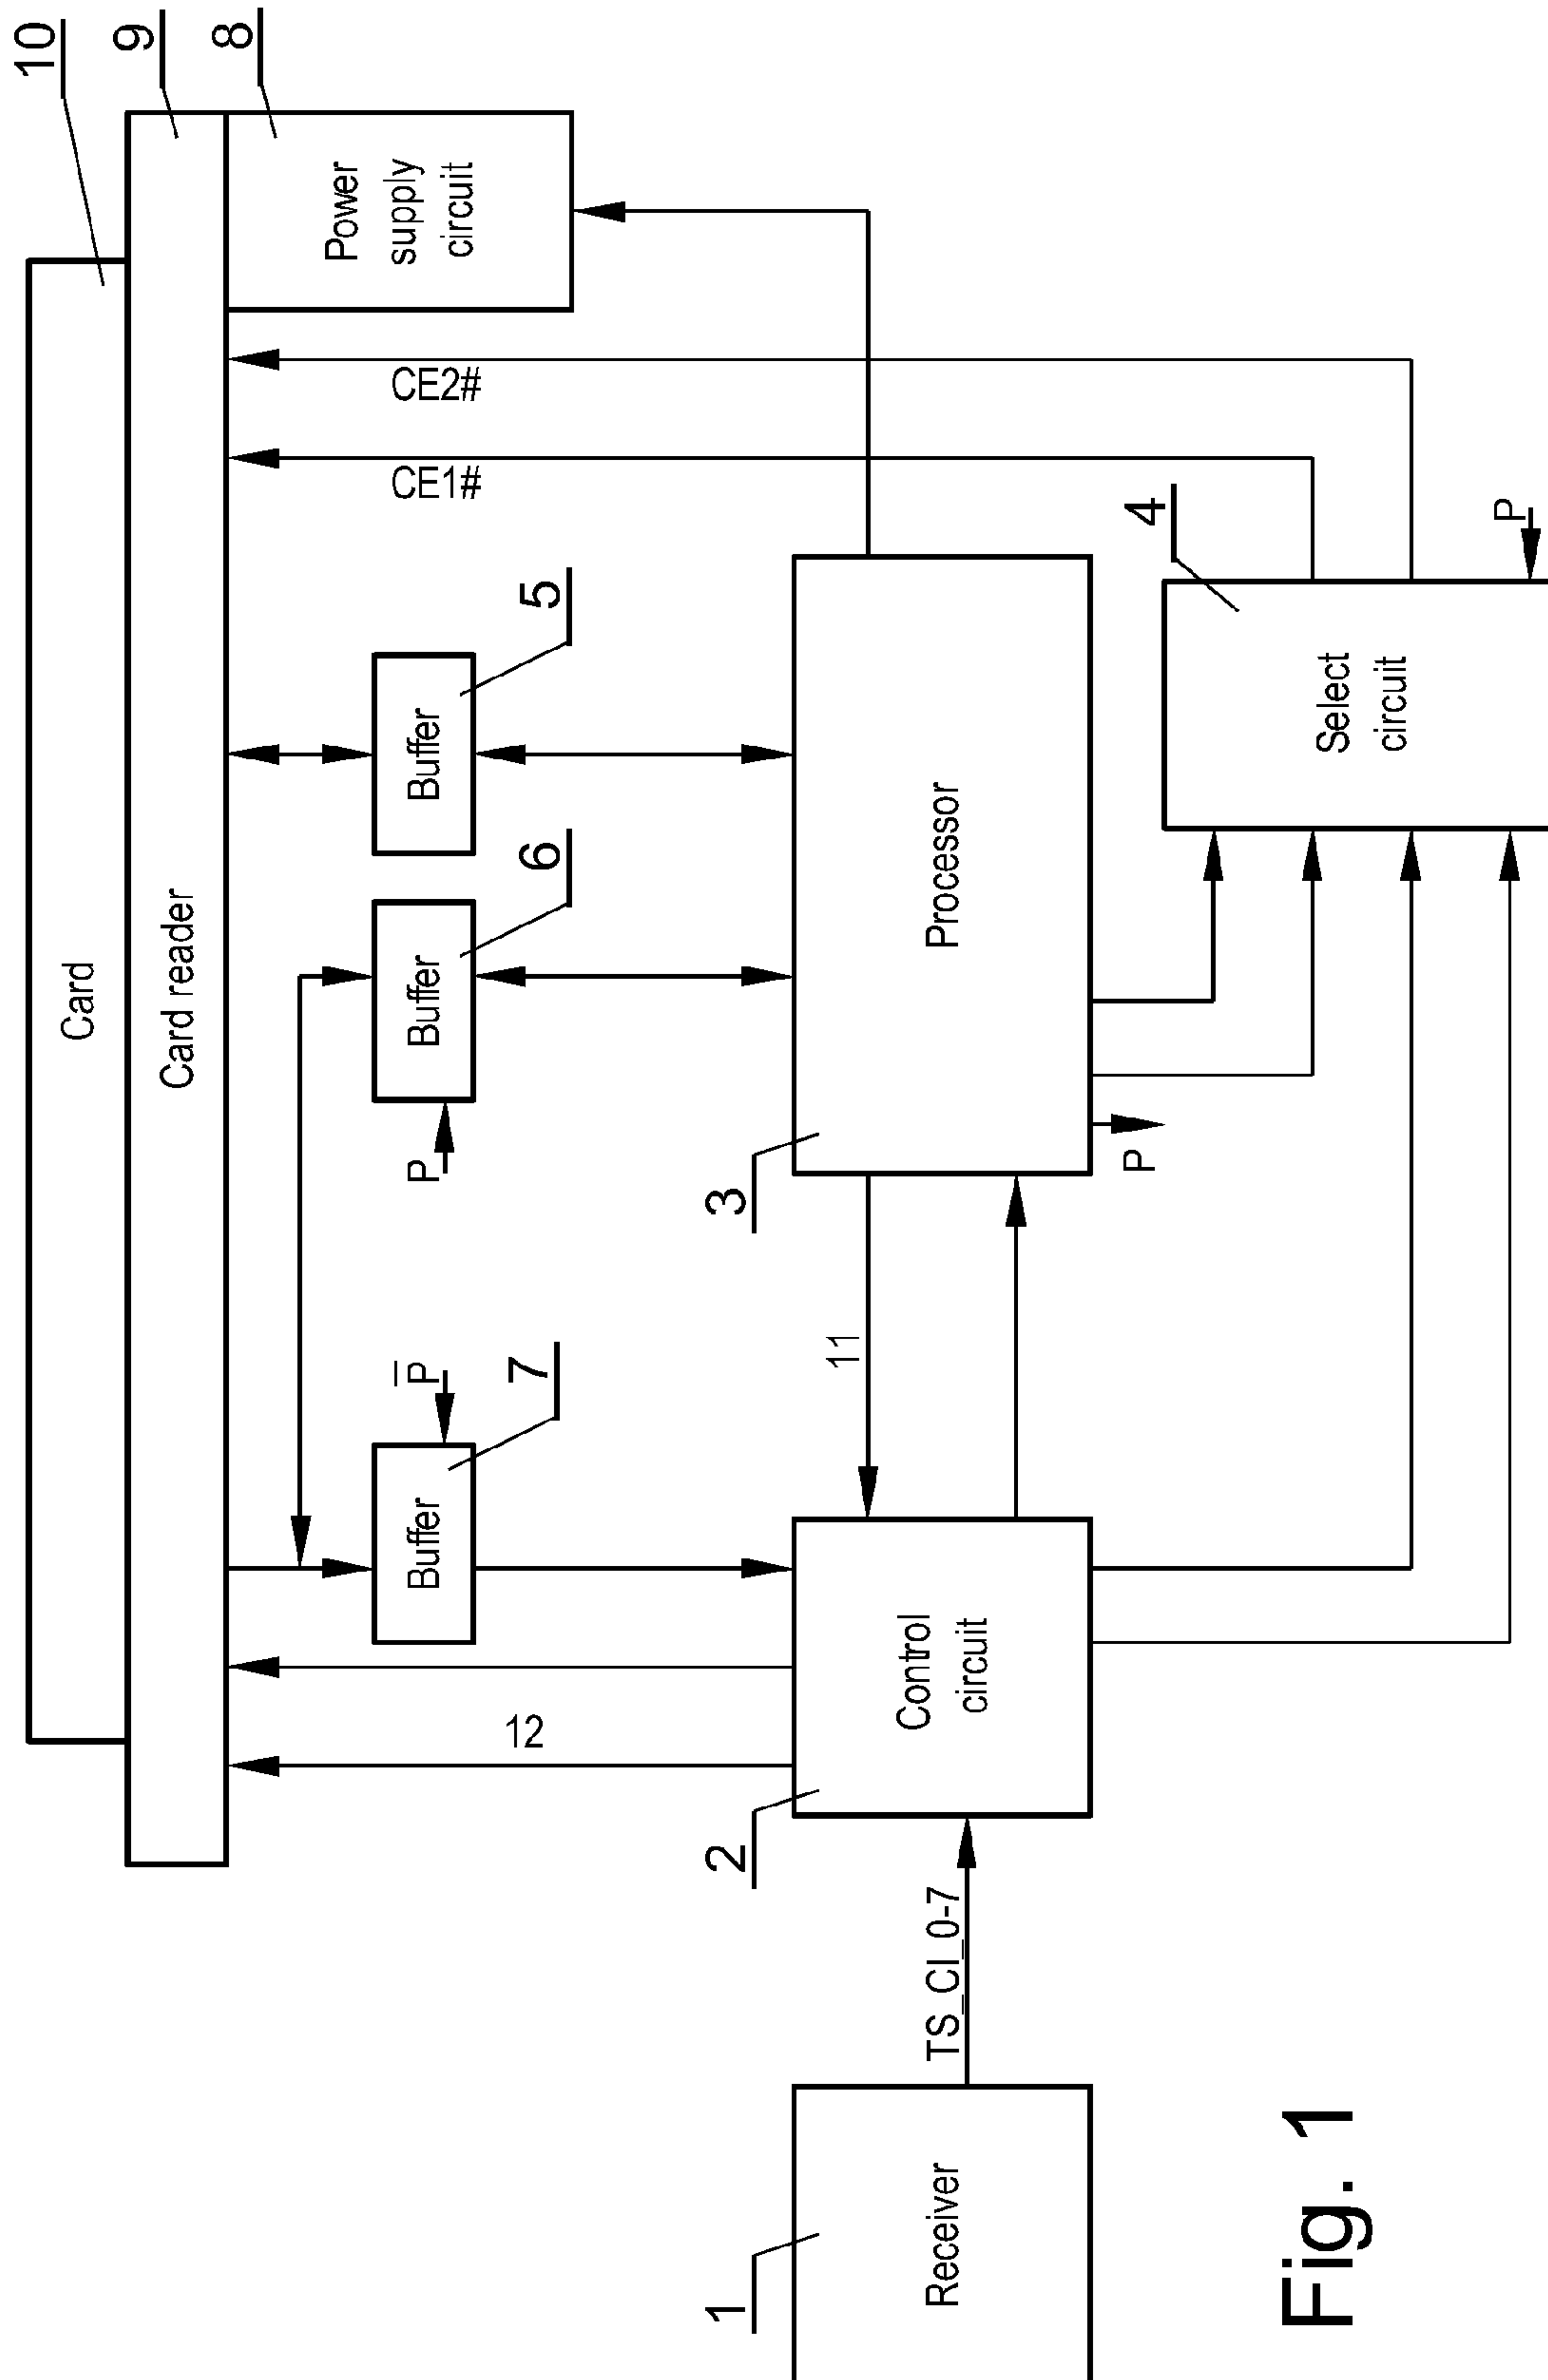 10
9
8
Card
Card reader
Power
supply
circuit
CE2#
CE1#
Buffer
5
Buffer
6
P
Buffer
7
P̅
12
Processor
3
P
11
Control
circuit
2
Select
circuit
4
P
TS_CI_0-7
Receiver
1
Fig. 1